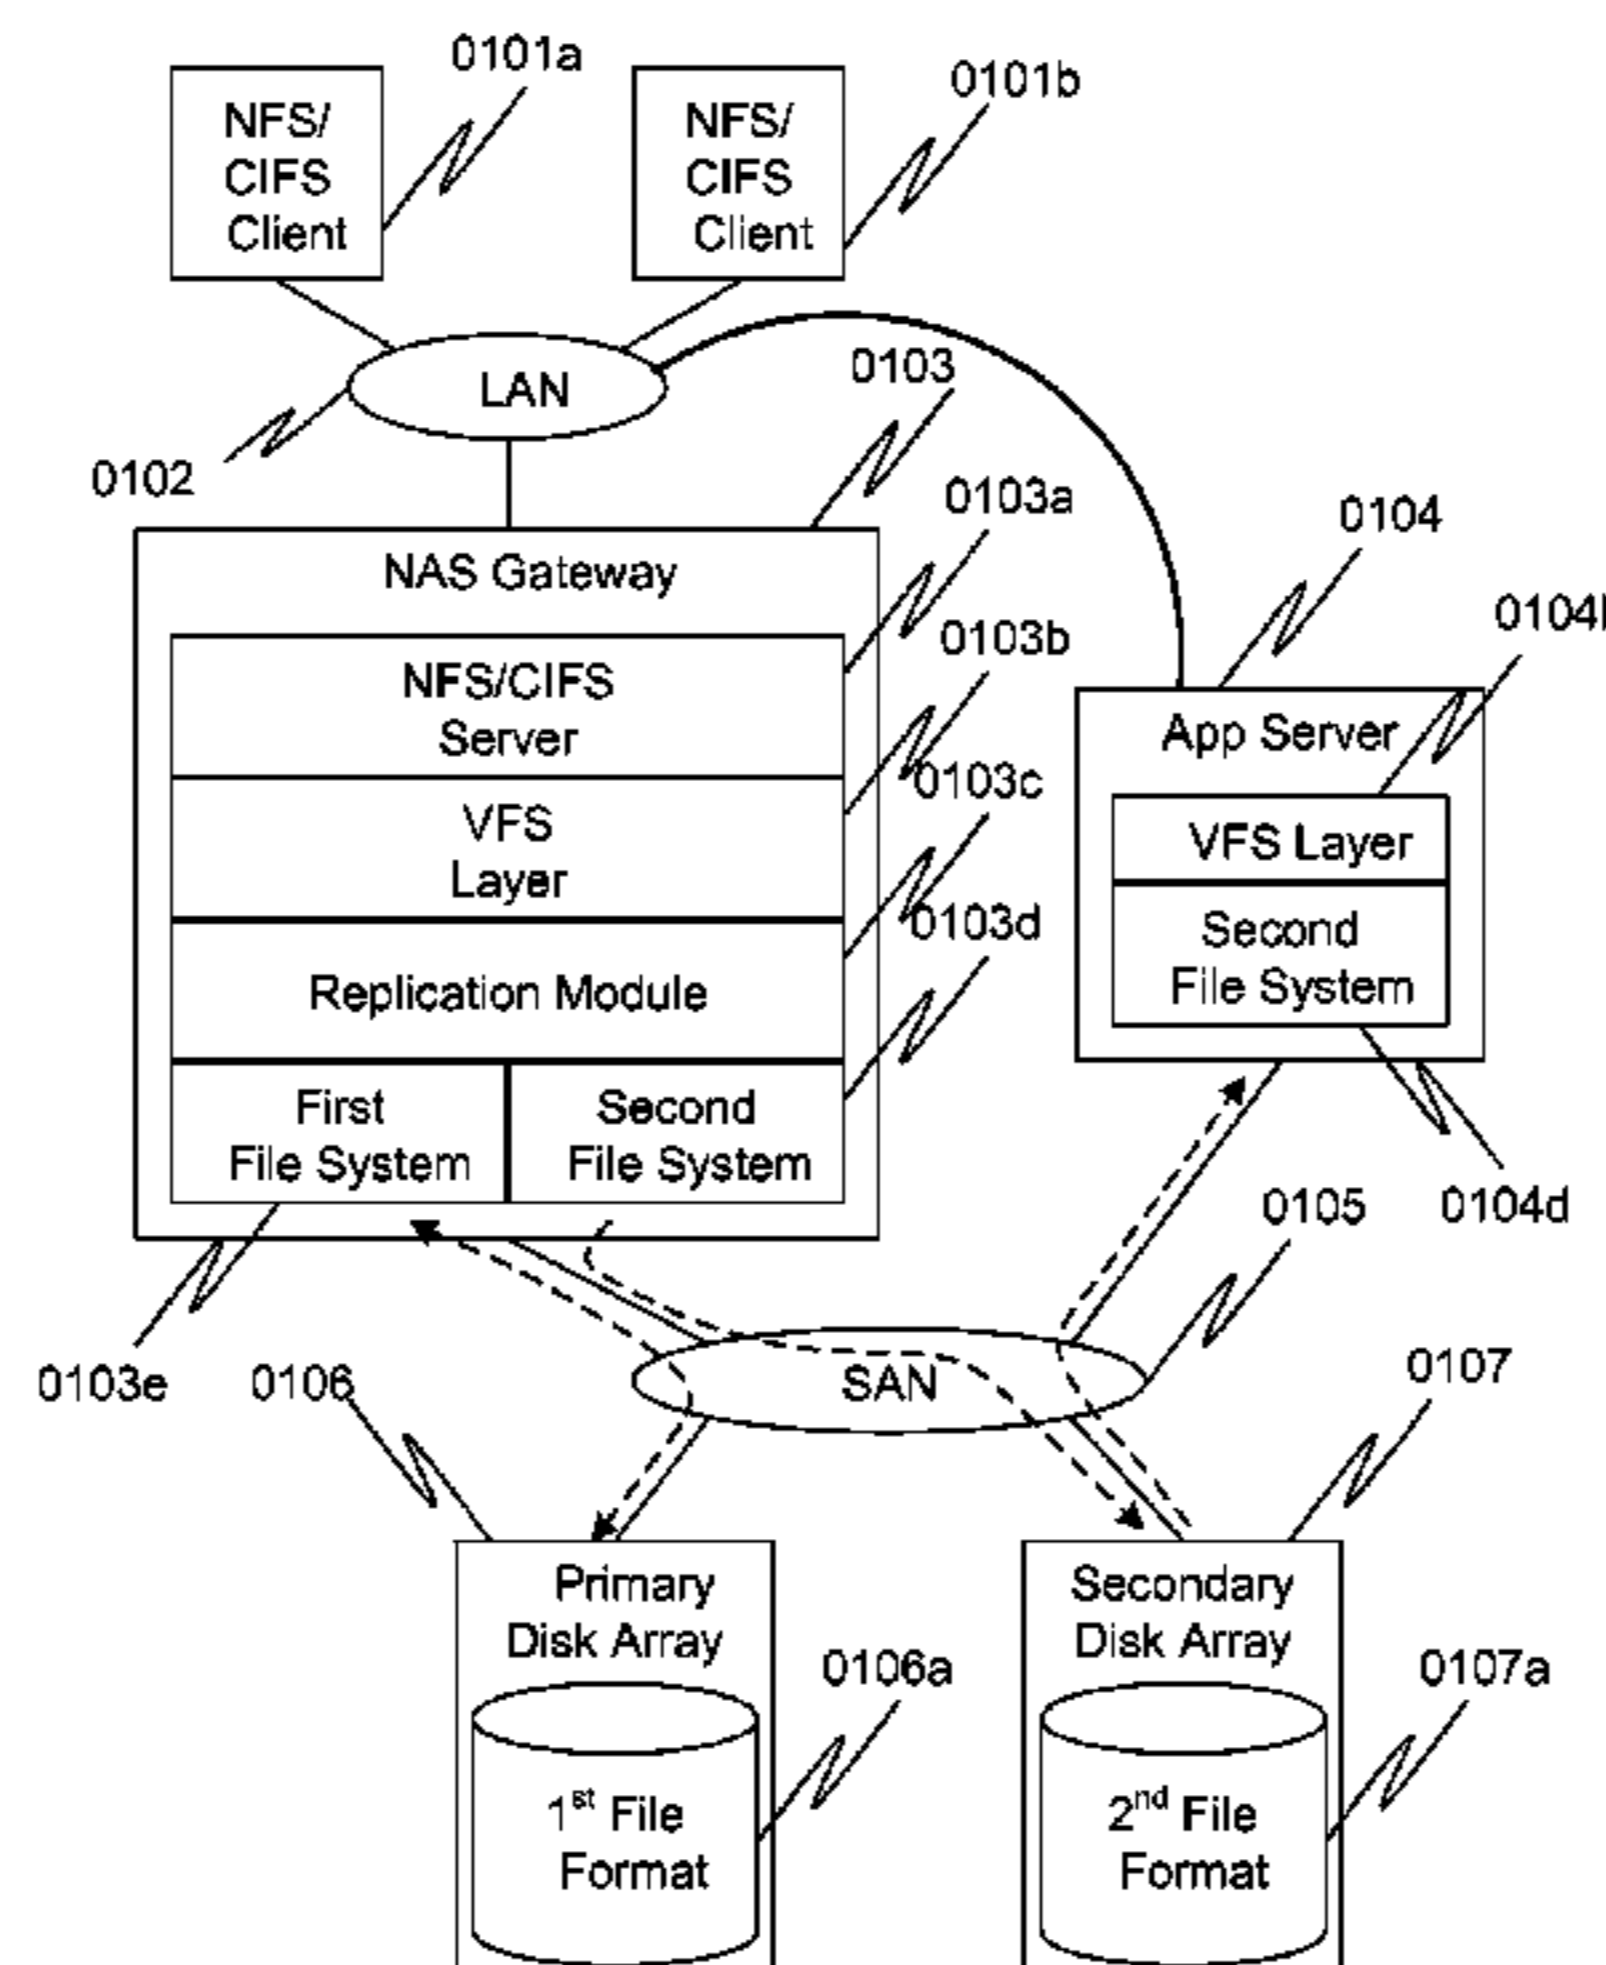 0101a
0101b
NFS/
CIFS
Client
NFS/
CIFS
Client
LAN
0102
0103
NAS Gateway
0103a
NFS/CIFS
Server
0103b
VFS
Layer
0103c
Replication Module
0103d
First
File System
Second
File System
0103e
0104
App Server
VFS Layer
Second
File System
0104d
0105
SAN
0106
0107
Primary
Disk Array
0106a
1st File
Format
Secondary
Disk Array
0107a
2nd File
Format